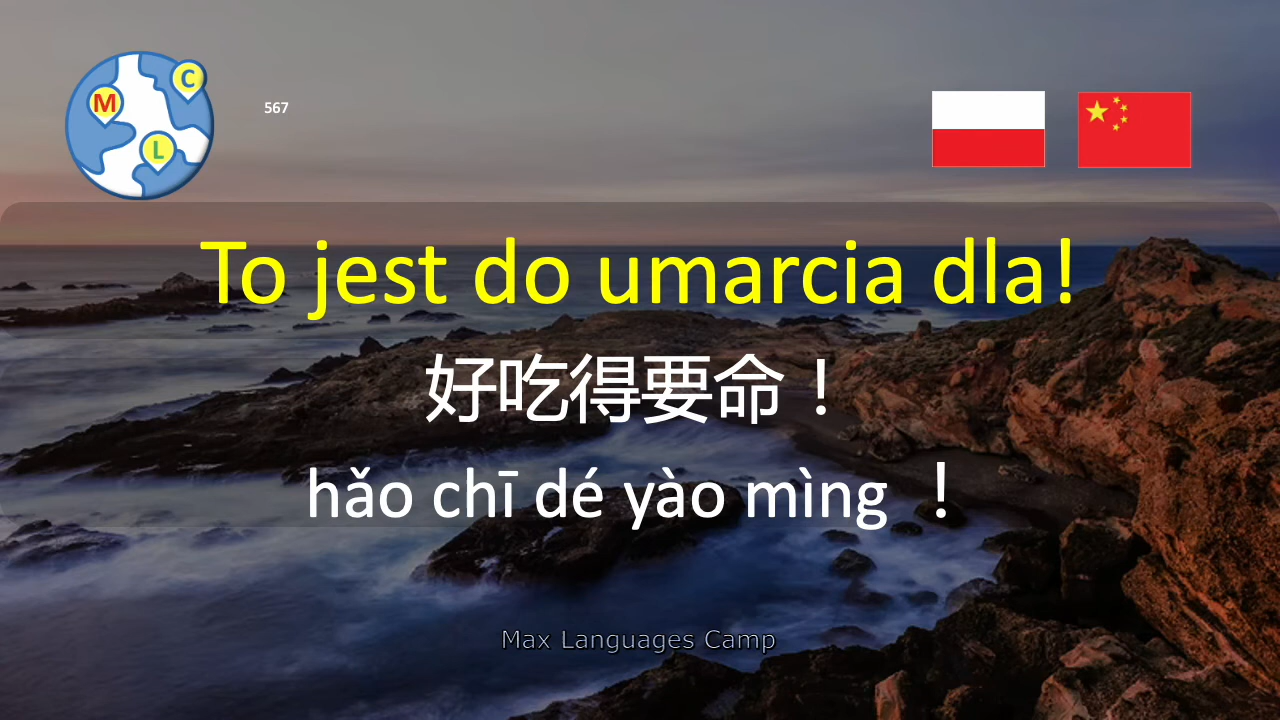 M
C
L
567
To jest do umarcia dla!
好吃得要命！
hǎo chī dé yào mìng ！
Max Languages Camp